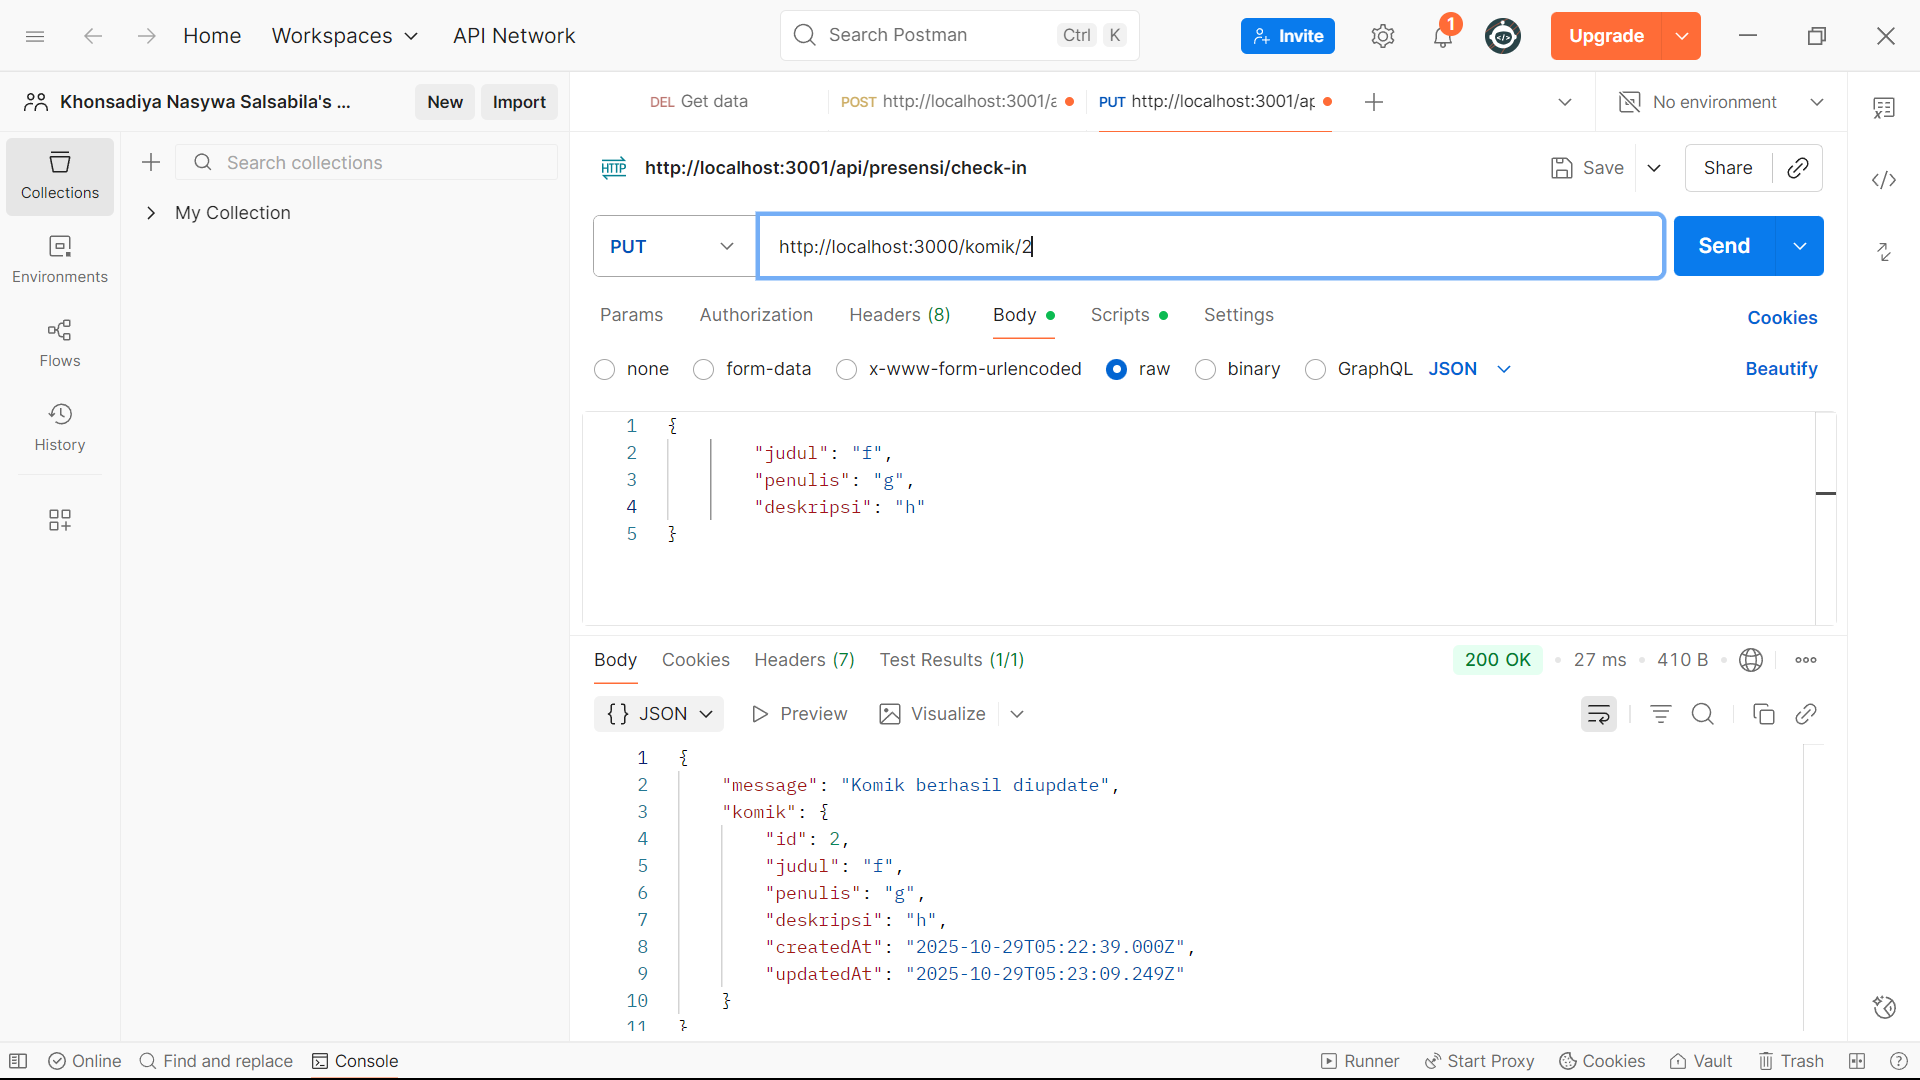 Home Workspaces API Network Search Postman Ctrl K Invite 1 Upgrade
Khonsadiya Nasywa Salsabila's ... New Import DEL Get data POST http://localhost:3001/a PUT http://localhost:3001/ap No environment
Collections
Environments
Flows
History
Search collections
My Collection
HTTP http://localhost:3001/api/presensi/check-in Save Share
PUT http://localhost:3000/komik/2 Send
Params Authorization Headers (8) Body Scripts Settings Cookies
none form-data x-www-form-urlencoded raw binary GraphQL JSON Beautify
1 {
2 "judul": "f",
3 "penulis": "g",
4 "deskripsi": "h"
5 }
Body Cookies Headers (7) Test Results (1/1) 200 OK 27 ms 410 B
{} JSON Preview Visualize
1 {
2 "message": "Komik berhasil diupdate",
3 "komik": {
4 "id": 2,
5 "judul": "f",
6 "penulis": "g",
7 "deskripsi": "h",
8 "createdAt": "2025-10-29T05:22:39.000Z",
9 "updatedAt": "2025-10-29T05:23:09.249Z"
10 }
11 }
Online Find and replace Console Runner Start Proxy Cookies Vault Trash